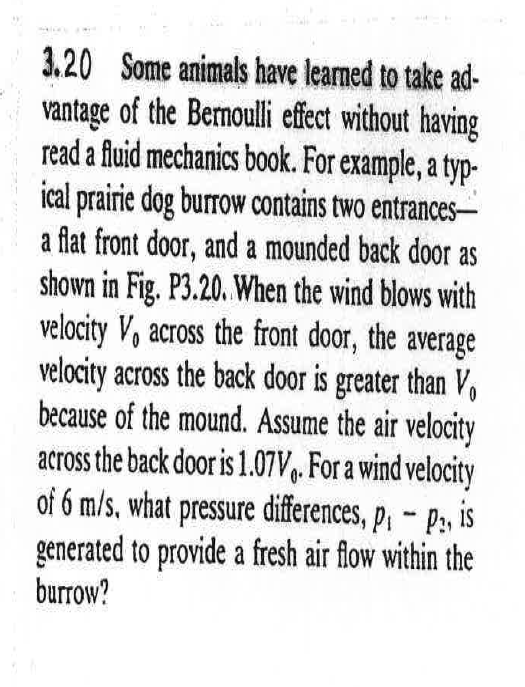 3.20 Some animals have learned to take ad-
vantage of the Bernoulli effect without having
read a fluid mechanics book. For example, a typ-
ical prairie dog burrow contains two entrances—
a flat front door, and a mounded back door as
shown in Fig. P3.20. When the wind blows with
velocity V₀ across the front door, the average
velocity across the back door is greater than V₀
because of the mound. Assume the air velocity
across the back door is 1.07V₀. For a wind velocity
of 6 m/s, what pressure differences, p₁ − p₂, is
generated to provide a fresh air flow within the
burrow?